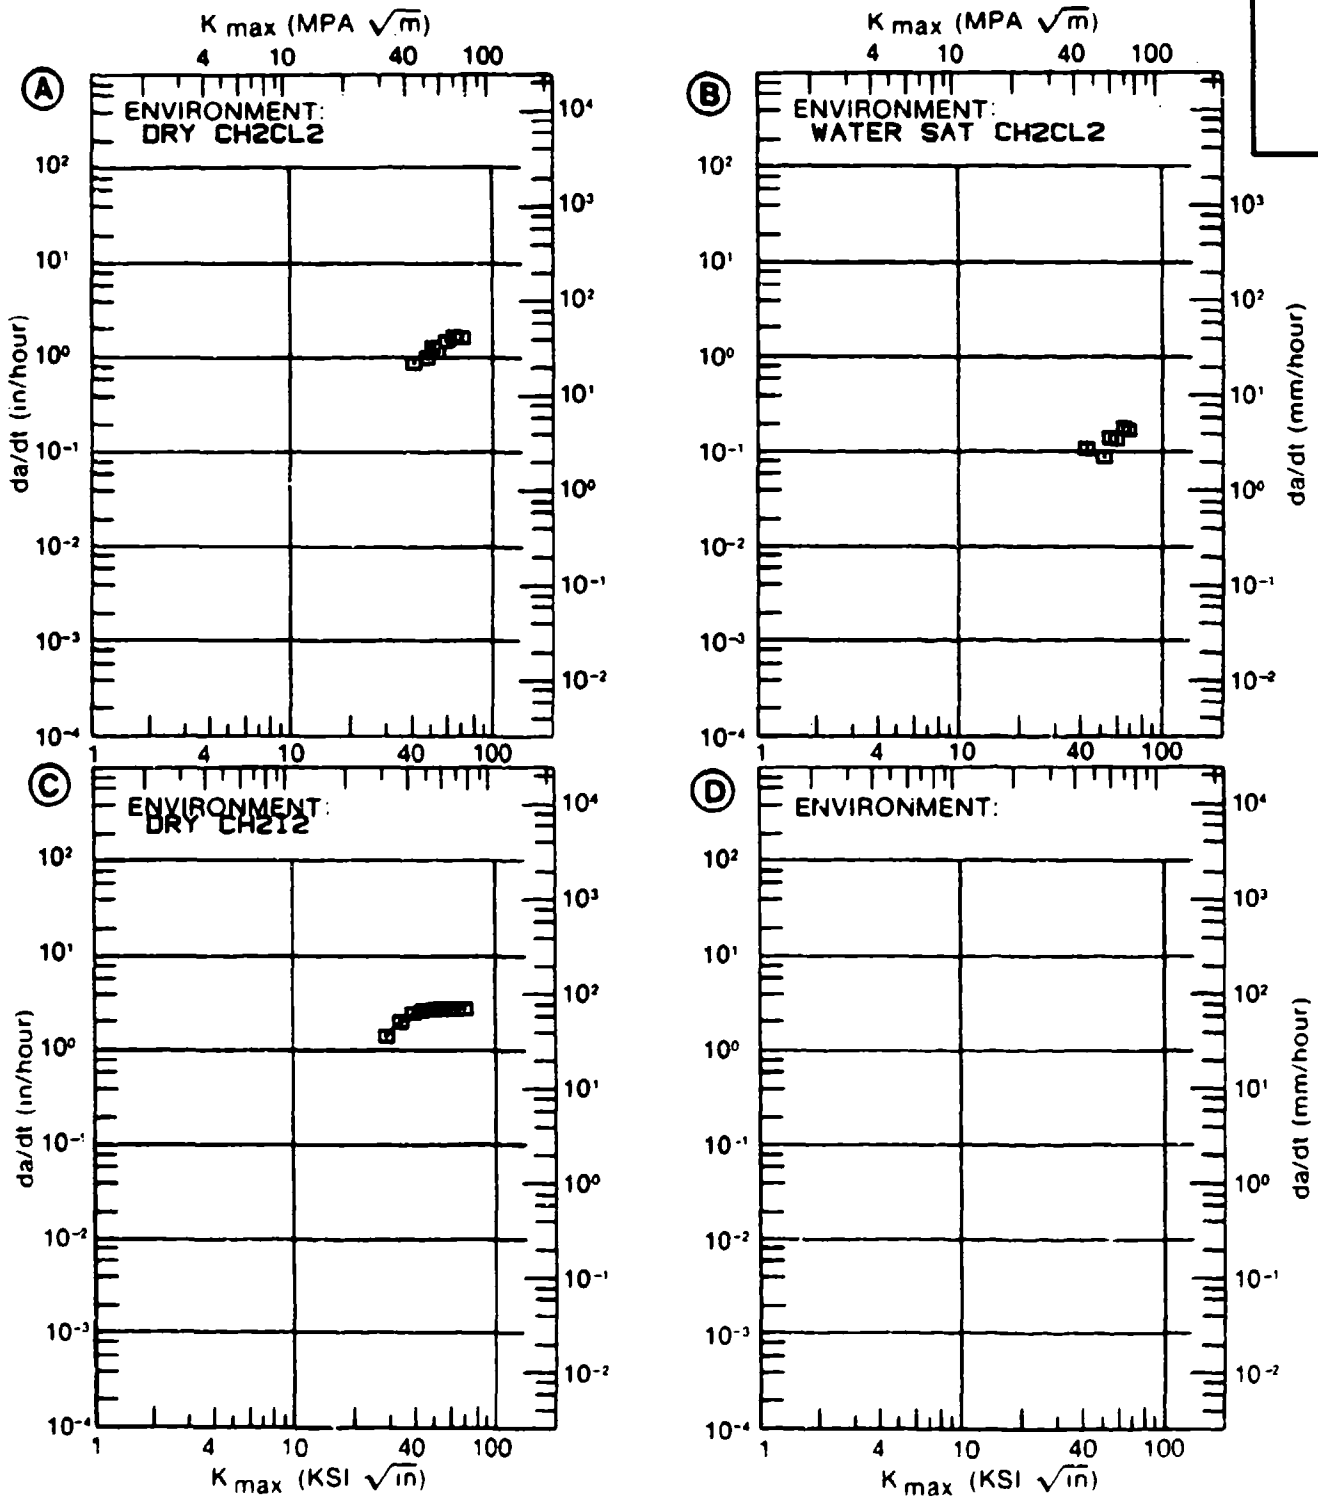 K max (MPA √m)
4 10 40 100
K max (MPA √m)
4 10 40 100
A
ENVIRONMENT:
DRY CH2CL2
10²
10¹
10⁰
10⁻¹
10⁻²
10⁻³
10⁻⁴
da/dt (in/hour)
10⁴
10³
10²
10¹
10⁰
10⁻¹
10⁻²
1 4 10 40 100
B
ENVIRONMENT:
WATER SAT CH2CL2
10²
10¹
10⁰
10⁻¹
10⁻²
10⁻³
10⁻⁴
10³
10²
10¹
10⁰
10⁻¹
10⁻²
da/dt (mm/hour)
1 4 10 40 100
C
ENVIRONMENT:
DRY CH2I2
10²
10¹
10⁰
10⁻¹
10⁻²
10⁻³
10⁻⁴
da/dt (in/hour)
10⁴
10³
10²
10¹
10⁰
10⁻¹
10⁻²
1 4 10 40 100
K max (KSI √in)
D
ENVIRONMENT:
10²
10¹
10⁰
10⁻¹
10⁻²
10⁻³
10⁻⁴
10⁴
10³
10²
10¹
10⁰
10⁻¹
10⁻²
da/dt (mm/hour)
1 4 10 40 100
K max (KSI √in)